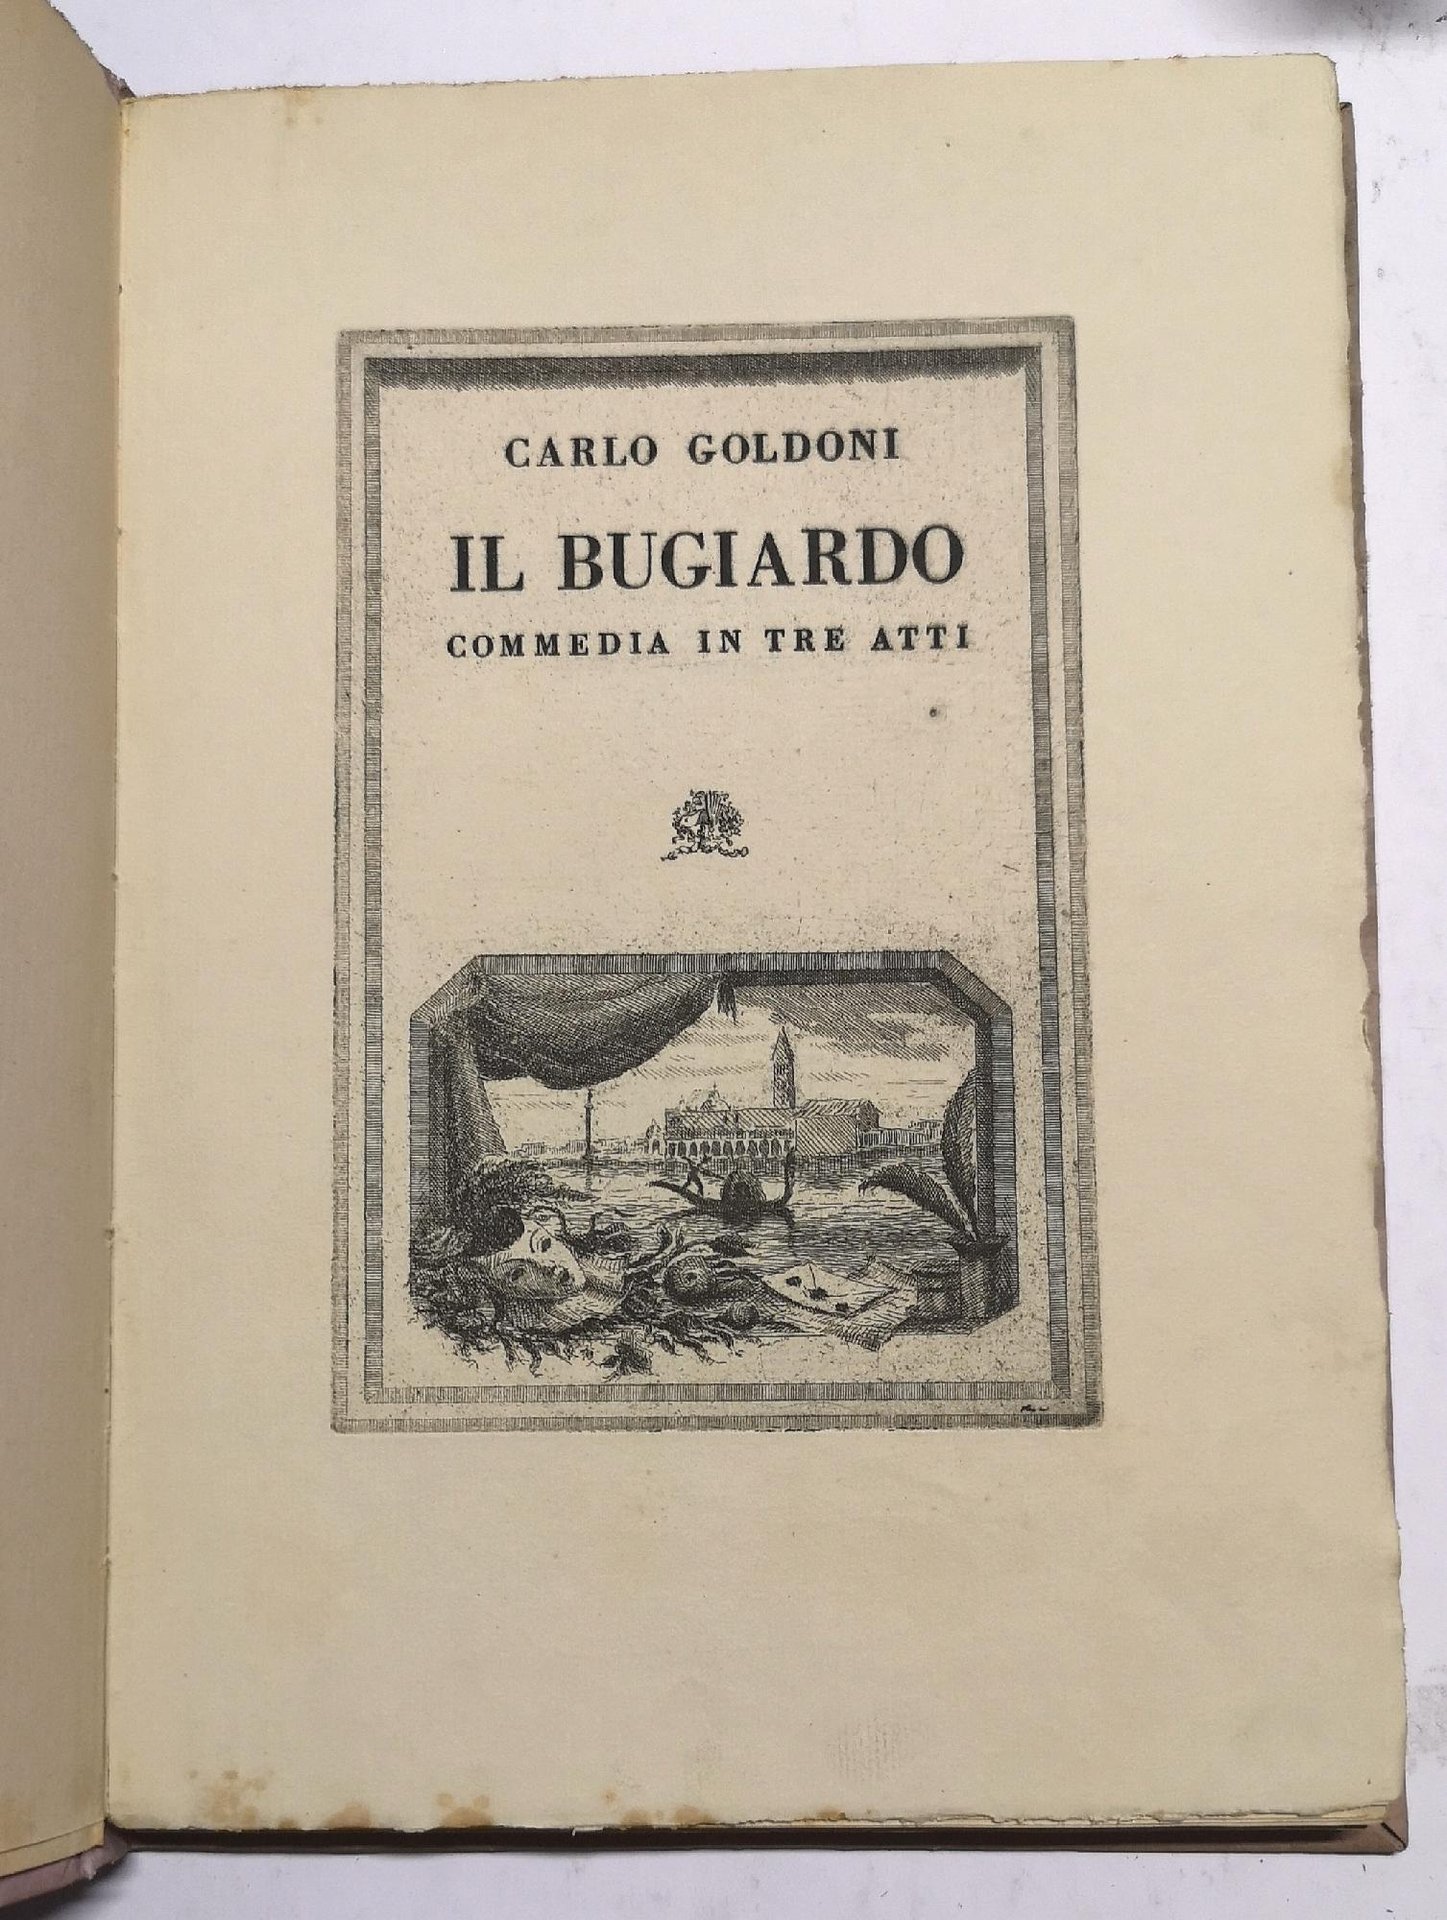 CARLO GOLDONI
IL BUGIARDO
COMMEDIA IN TRE ATTI